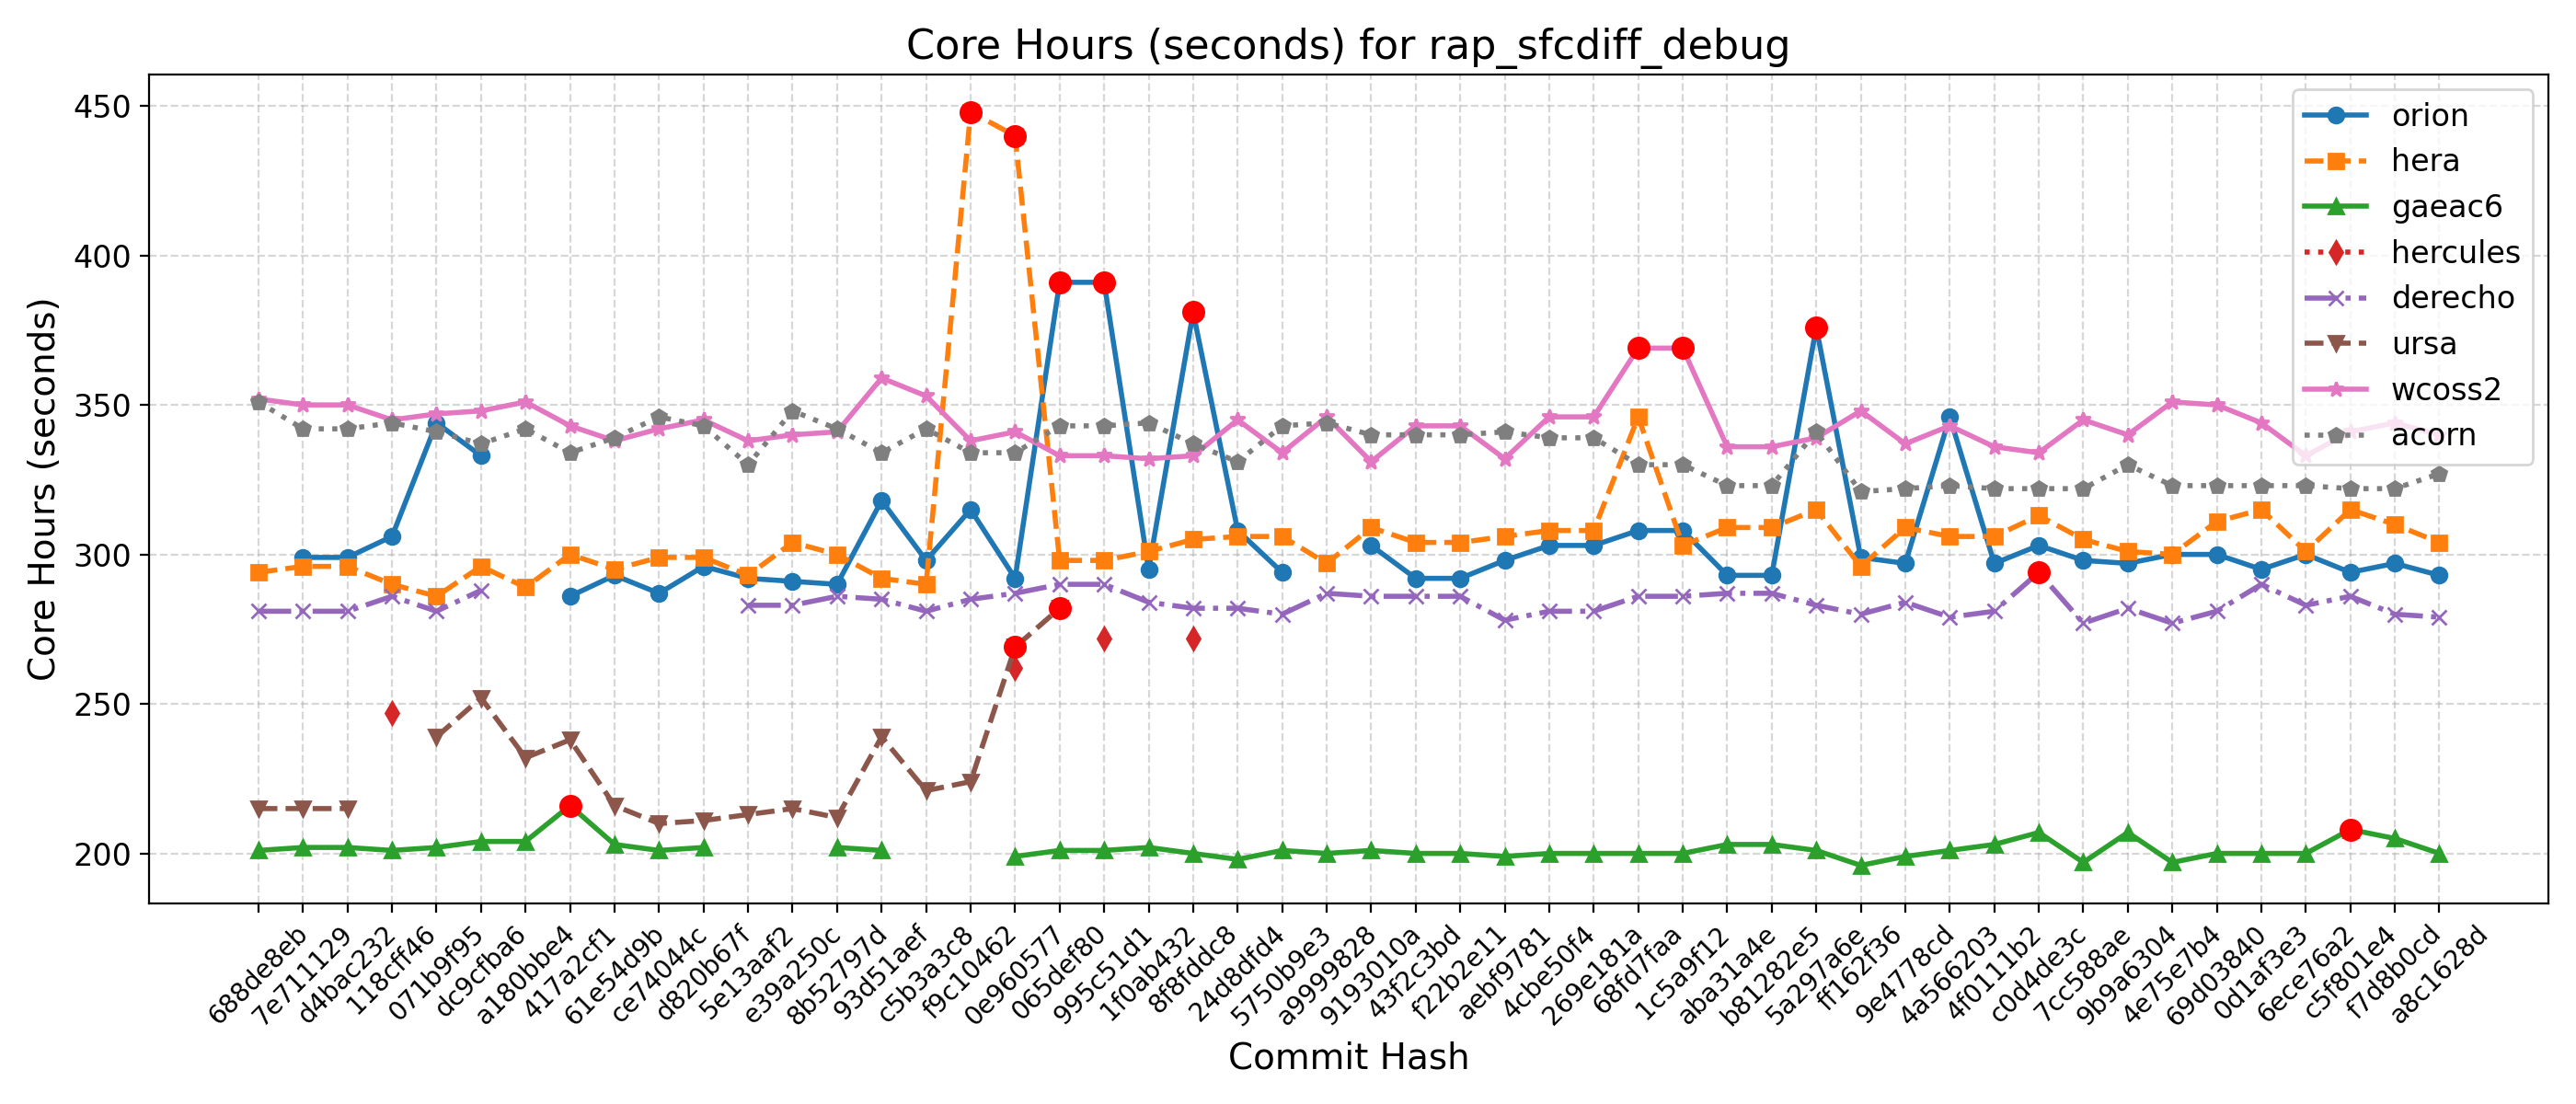 Core Hours (seconds) for rap_sfcdiff_debug
Core Hours (seconds)
450
400
350
300
250
200
orion
hera
gaeac6
hercules
derecho
ursa
wcoss2
acorn
688de8eb
7e711129
d4bac232
118cff46
071b9f95
dc9cfba6
a180bbe4
417a2cf1
61e54d9b
ce74044c
d820b67f
5e13aaf2
e39a250c
8b52797d
93d51aef
c5b3a3c8
f9c10462
0e960577
065def80
995c51d1
1f0ab432
8f8fddc8
24d8dfd4
5750b9e3
a9999828
9193010a
43f2c3bd
f22b2e11
aebf9781
4cbe50f4
269e181a
68fd7faa
1c5a9f12
aba31a4e
b81282e5
5a297a6e
ff162f36
9e4778cd
4a566203
4f0111b2
c0d4de3c
7cc588ae
9b9a6304
4e75e7b4
69d03840
0d1af3e3
6ece76a2
c5f801e4
f7d8b0cd
a8c1628d
Commit Hash